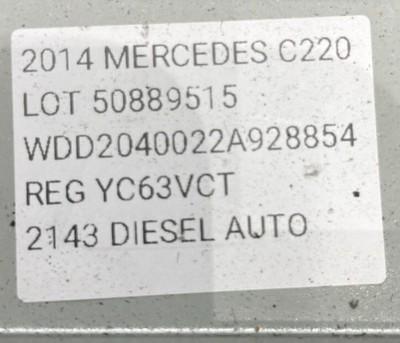 2014 MERCEDES C220
LOT 50889515
WDD2040022A928854
REG YC63VCT
2143 DIESEL AUTO